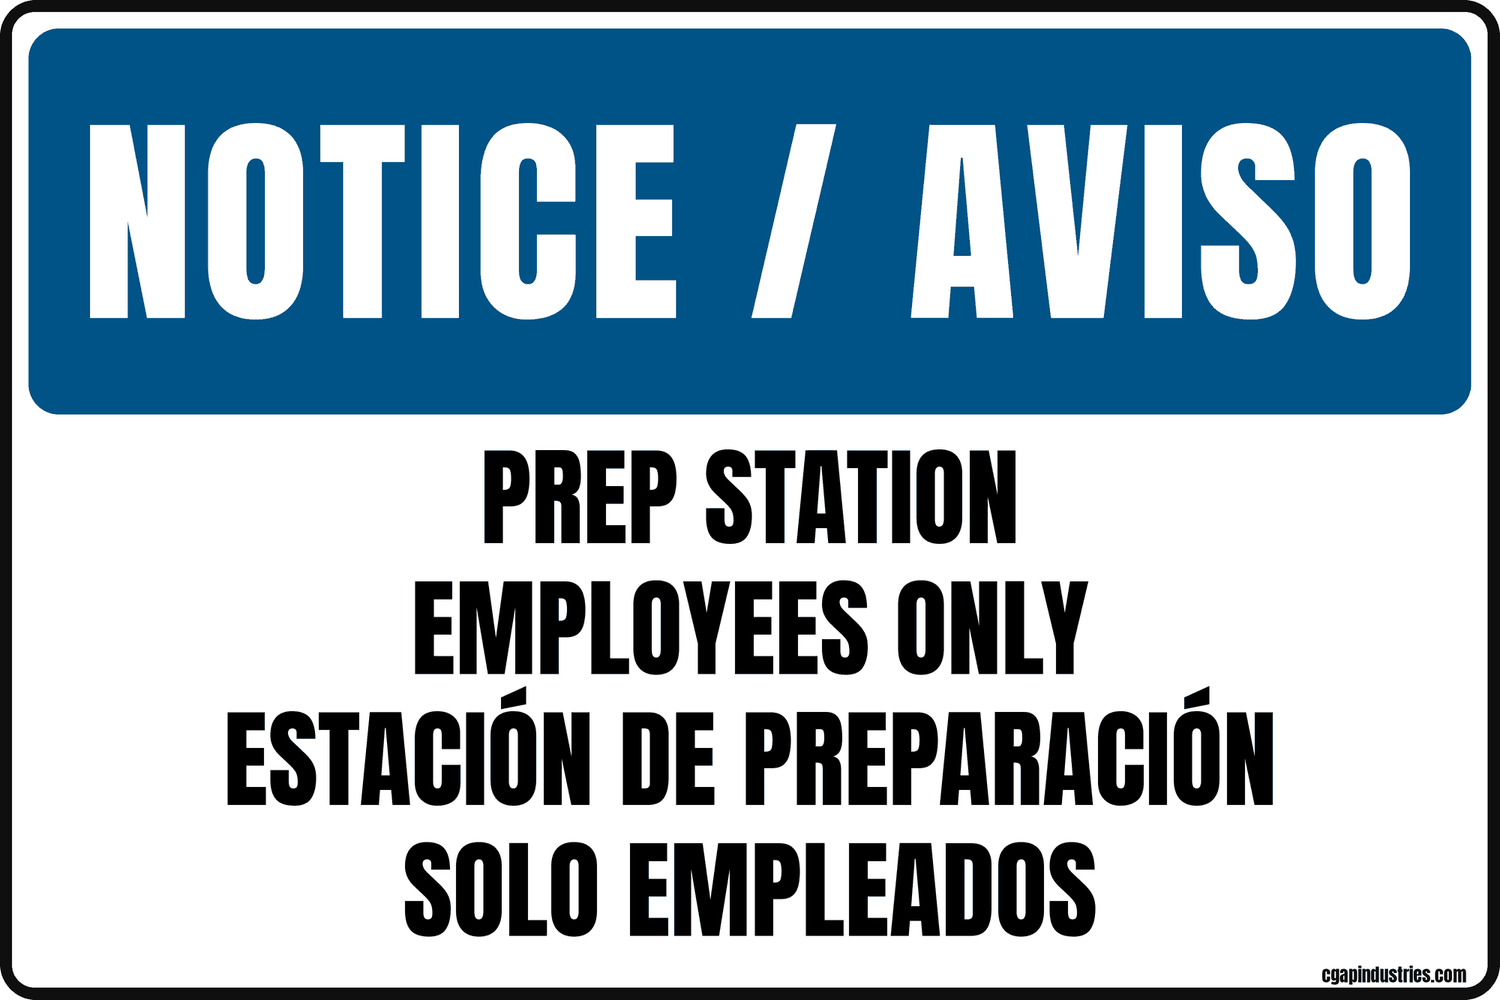 NOTICE / AVISO
PREP STATION
EMPLOYEES ONLY
ESTACIÓN DE PREPARACIÓN
SOLO EMPLEADOS
cgapindustries.com